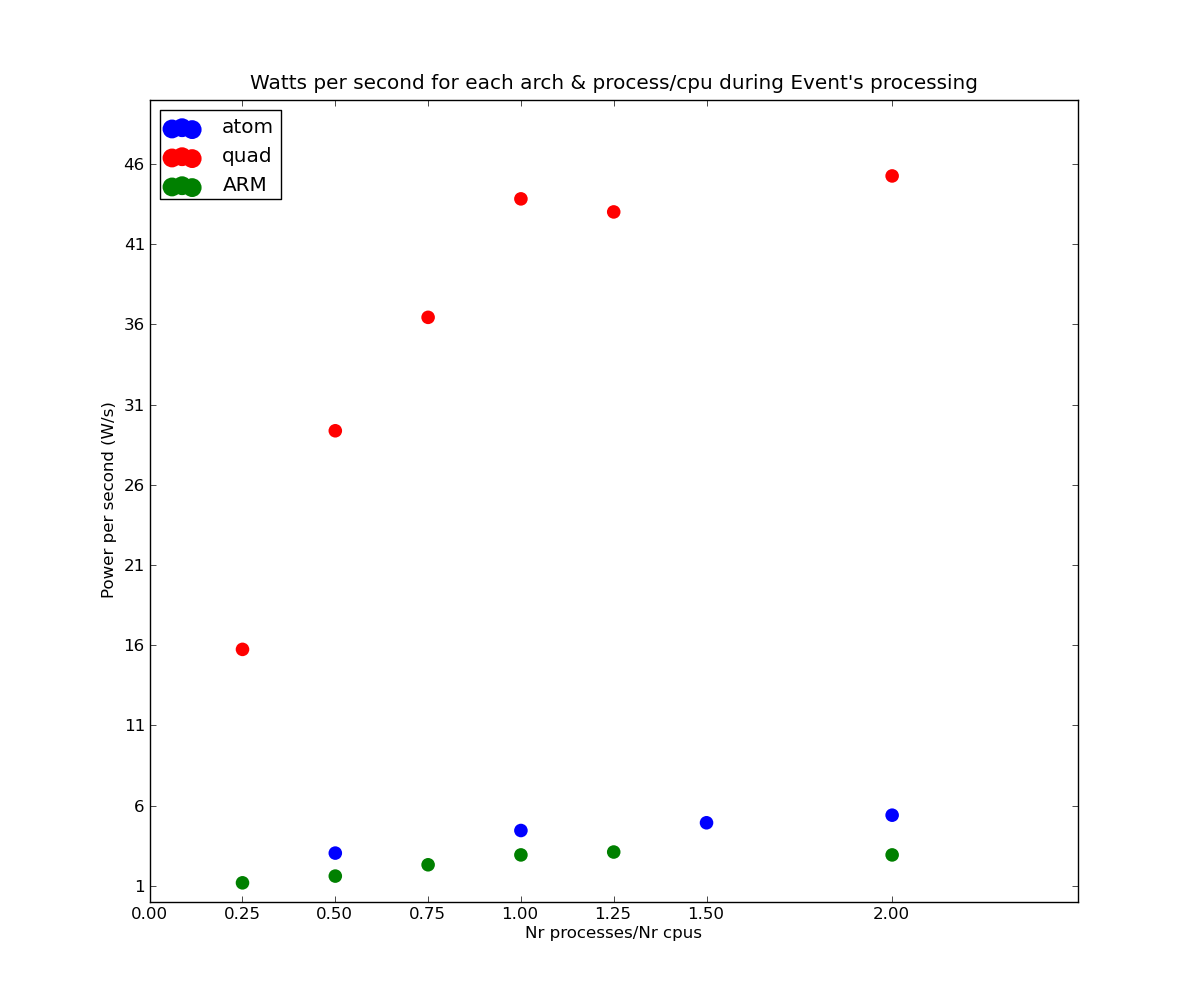 Watts per second for each arch & process/cpu during Event's processing
atom
quad
ARM
46
41
36
31
26
21
16
11
6
1
Power per second (W/s)
0.00 0.25 0.50 0.75 1.00 1.25 1.50 2.00
Nr processes/Nr cpus